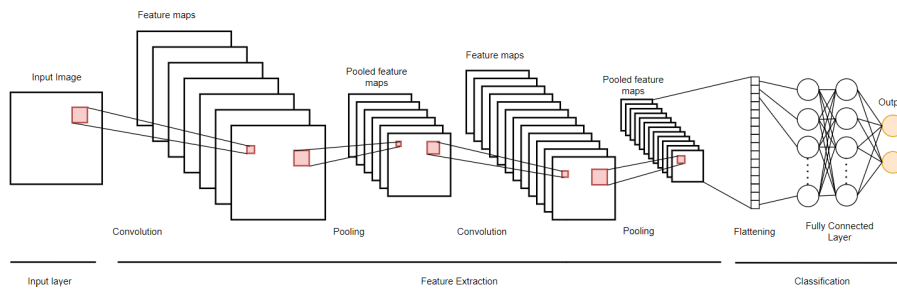 Feature maps
Input Image
Pooled feature
maps
Feature maps
Pooled feature
maps
Outp
Convolution
Pooling
Convolution
Pooling
Flattening
Fully Connected
Layer
Input layer
Feature Extraction
Classification